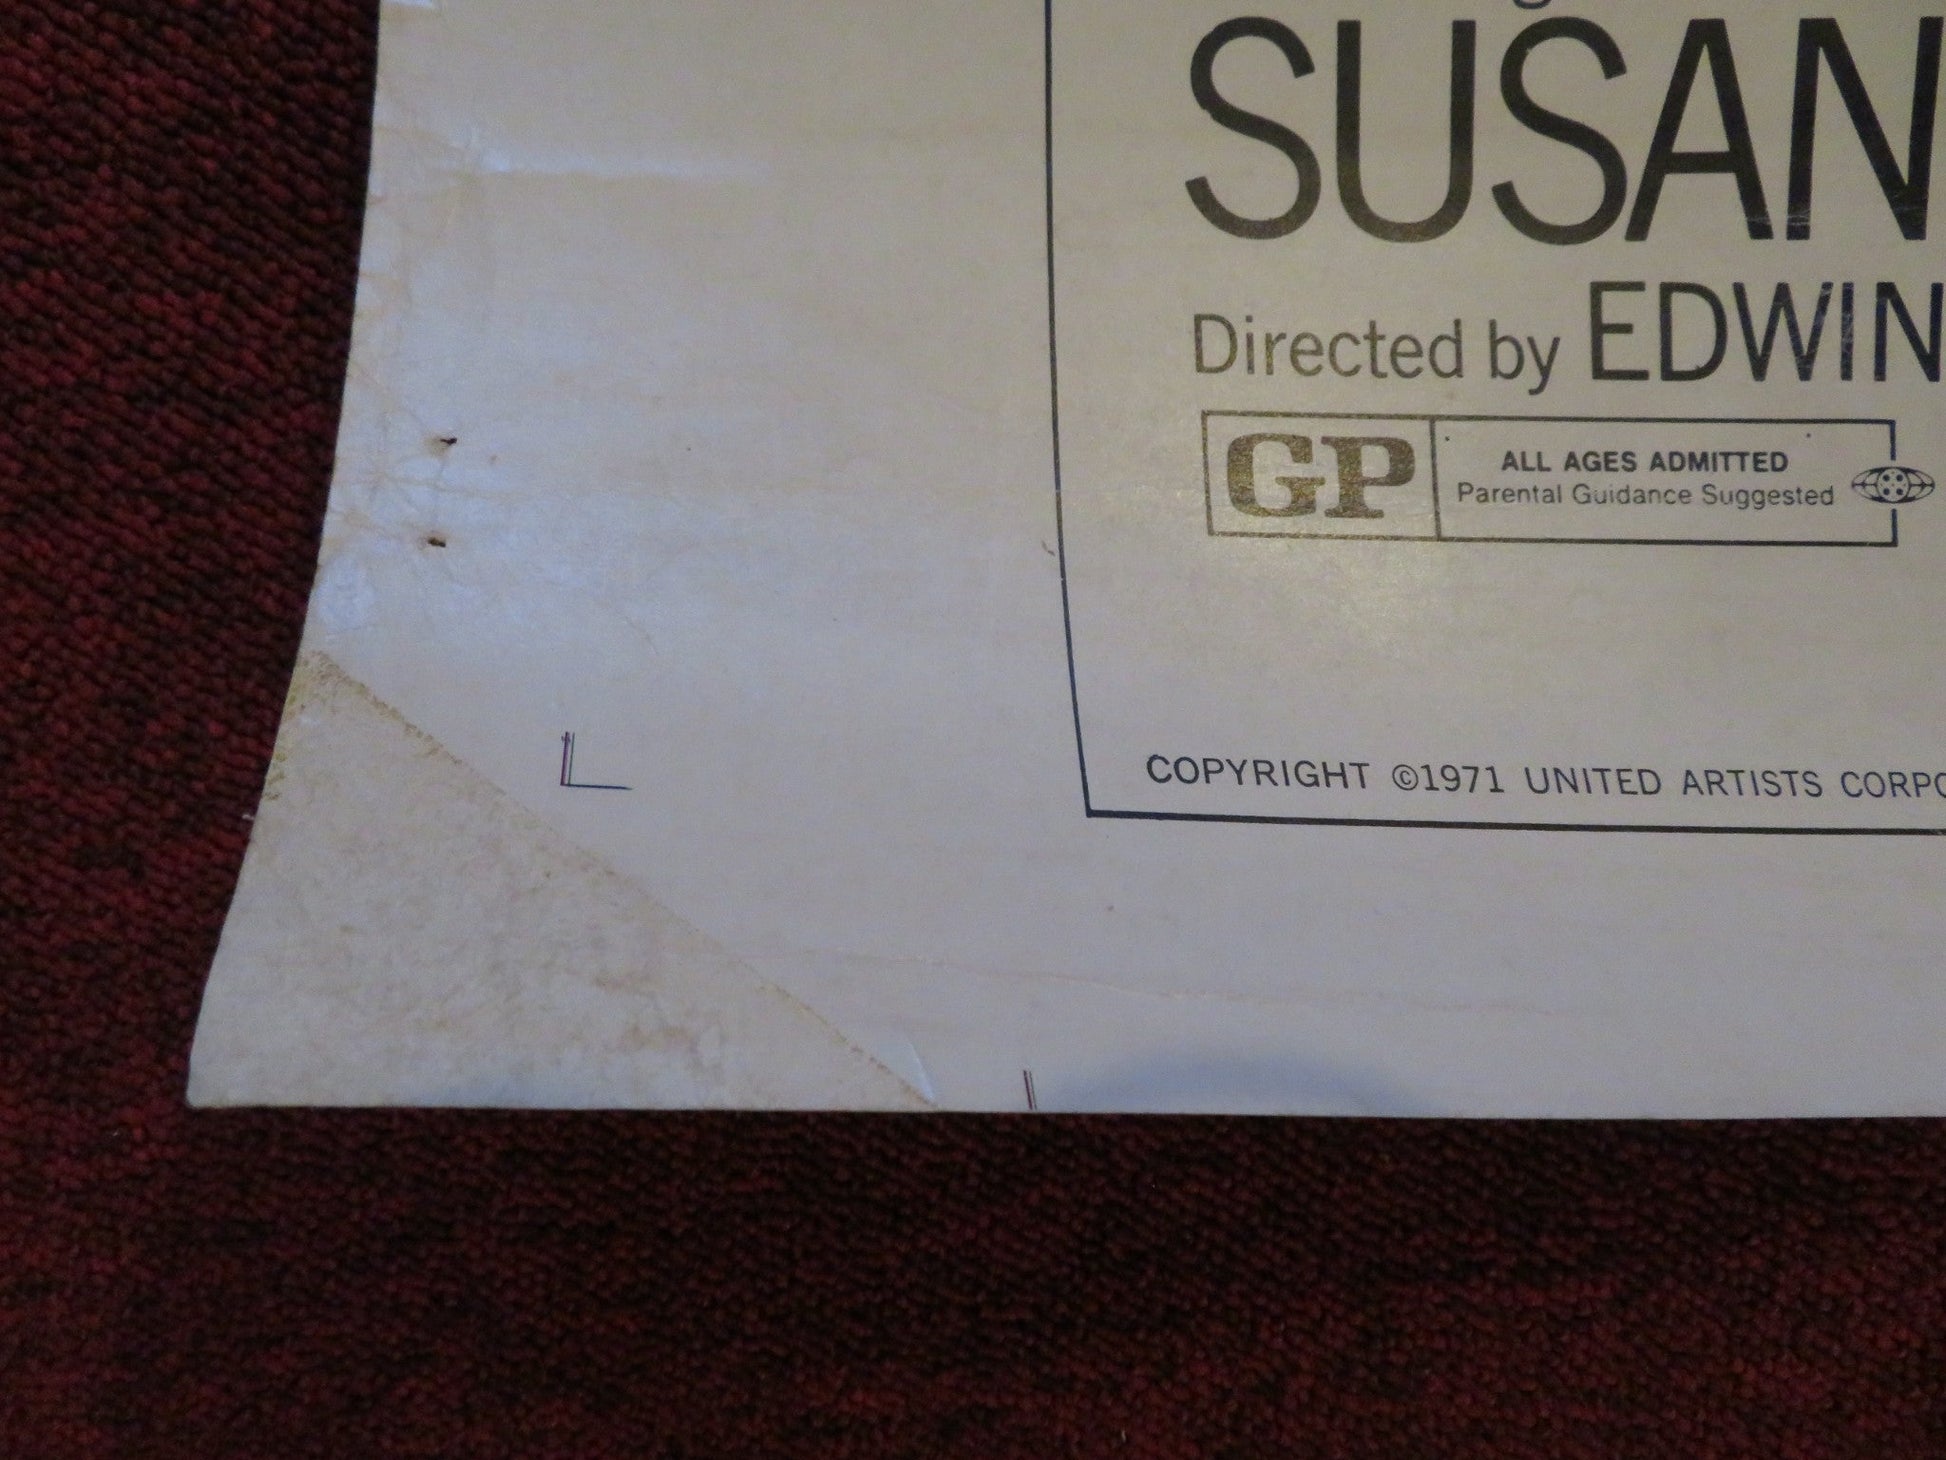 SUSAN
Directed by EDWIN
GP
ALL AGES ADMITTED
Parental Guidance Suggested
COPYRIGHT ©1971 UNITED ARTISTS CORPO